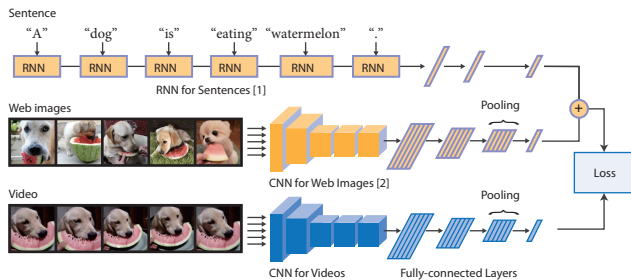 Sentence
“A” “dog” “is” “eating” “watermelon” “.”
RNN RNN RNN RNN RNN RNN
RNN for Sentences [1]
Web images
Pooling
+
CNN for Web Images [2]
Loss
Video
Pooling
CNN for Videos
Fully-connected Layers